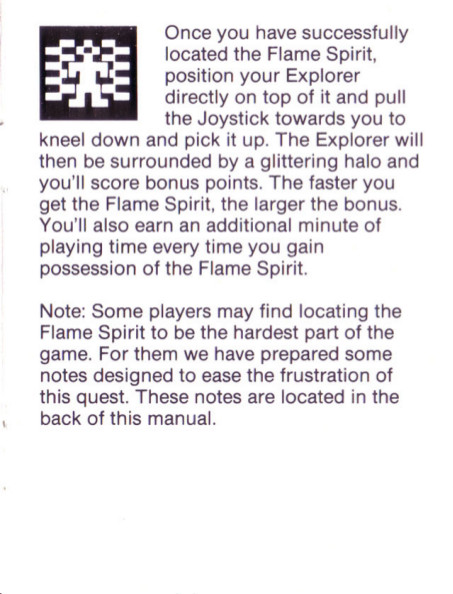 Once you have successfully
located the Flame Spirit,
position your Explorer
directly on top of it and pull
the Joystick towards you to
kneel down and pick it up. The Explorer will
then be surrounded by a glittering halo and
you'll score bonus points. The faster you
get the Flame Spirit, the larger the bonus.
You'll also earn an additional minute of
playing time every time you gain
possession of the Flame Spirit.
Note: Some players may find locating the
Flame Spirit to be the hardest part of the
game. For them we have prepared some
notes designed to ease the frustration of
this quest. These notes are located in the
back of this manual.